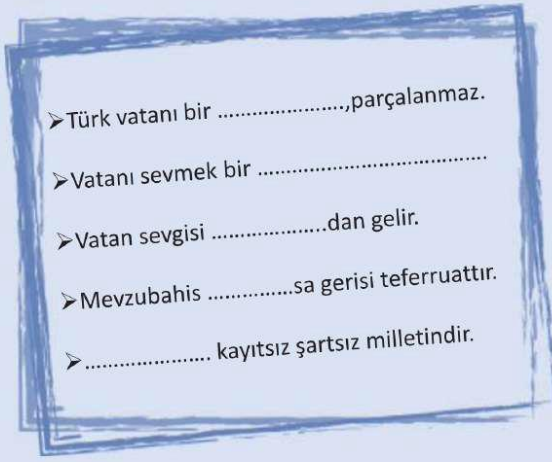 ➢Türk vatanı bir .....................,parçalanmaz.
➢Vatanı sevmek bir .......................................
➢Vatan sevgisi ...................dan gelir.
➢Mevzubahis ...............sa gerisi teferruattır.
➢...................... kayıtsız şartsız milletindir.